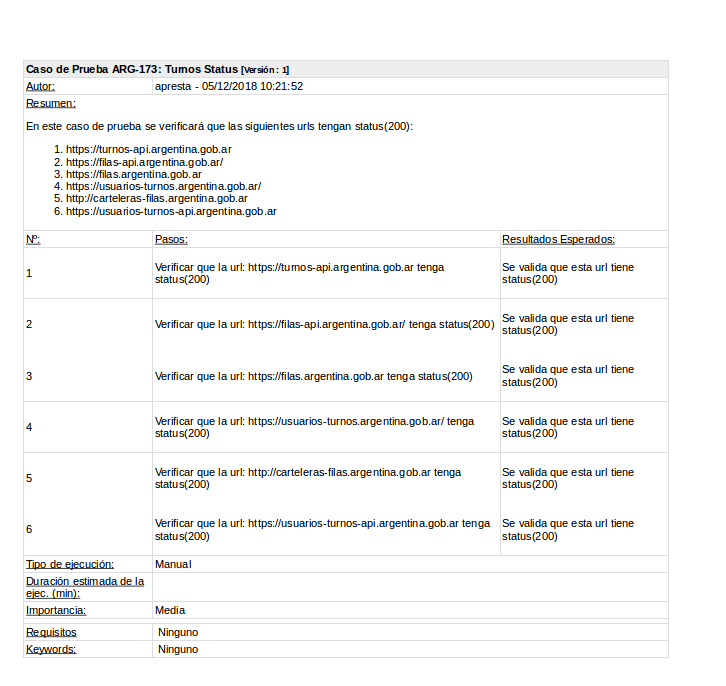 Caso de Prueba ARG-173: Turnos Status [Versión : 1]
Autor: apresta - 05/12/2018 10:21:52
Resumen:
En este caso de prueba se verificará que las siguientes urls tengan status(200):
1. https://turnos-api.argentina.gob.ar
2. https://filas-api.argentina.gob.ar/
3. https://filas.argentina.gob.ar
4. https://usuarios-turnos.argentina.gob.ar/
5. http://carteleras-filas.argentina.gob.ar
6. https://usuarios-turnos-api.argentina.gob.ar
Nº: Pasos: Resultados Esperados:
1 Verificar que la url: https://turnos-api.argentina.gob.ar tenga Se valida que esta url tiene
status(200) status(200)
2 Verificar que la url: https://filas-api.argentina.gob.ar/ tenga status(200) Se valida que esta url tiene
status(200)
3 Verificar que la url: https://filas.argentina.gob.ar tenga status(200) Se valida que esta url tiene
status(200)
4 Verificar que la url: https://usuarios-turnos.argentina.gob.ar/ tenga Se valida que esta url tiene
status(200) status(200)
5 Verificar que la url: http://carteleras-filas.argentina.gob.ar tenga Se valida que esta url tiene
status(200) status(200)
6 Verificar que la url: https://usuarios-turnos-api.argentina.gob.ar tenga Se valida que esta url tiene
status(200) status(200)
Tipo de ejecución: Manual
Duración estimada de la
ejec. (min):
Importancia: Media
Requisitos Ninguno
Keywords: Ninguno